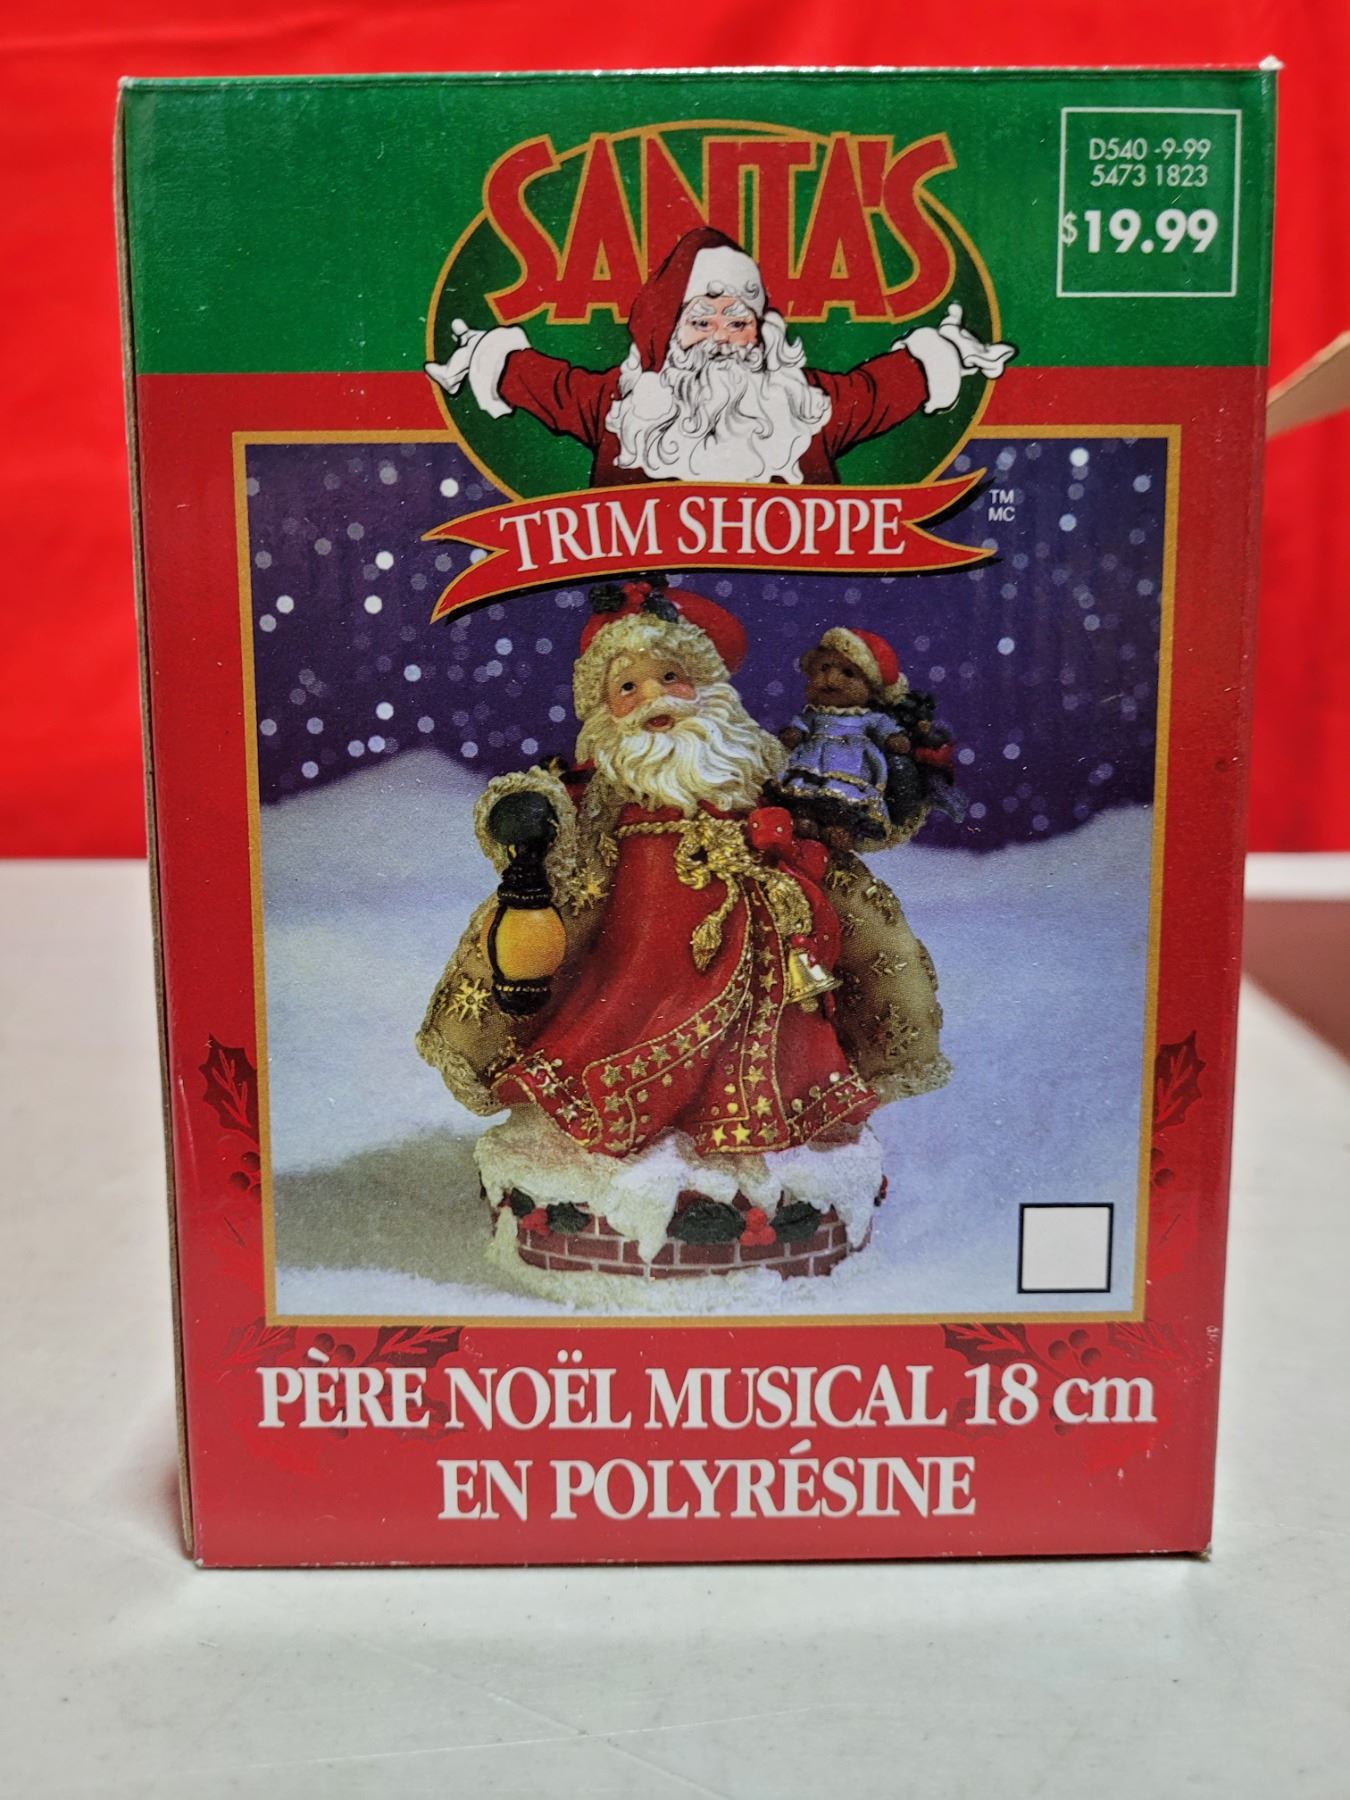 SANTA'S
TRIM SHOPPE
TM
MC
D540 -9-99
5473 1823
$19.99
PÈRE NOËL MUSICAL 18 cm
EN POLYRÉSINE